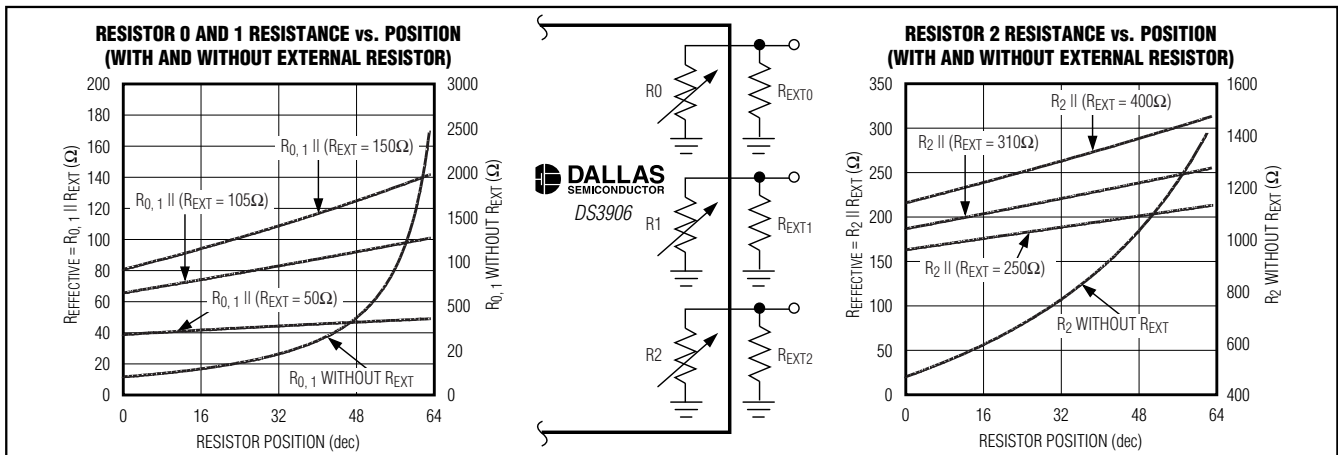 RESISTOR 0 AND 1 RESISTANCE vs. POSITION
(WITH AND WITHOUT EXTERNAL RESISTOR)
REFFECTIVE = R0, 1 || REXT (Ω)
200
180
160
140
120
100
80
60
40
20
0
3000
2500
2000
1500
100
500
20
0
R0, 1 WITHOUT REXT (Ω)
R0, 1 || (REXT = 150Ω)
R0, 1 || (REXT = 105Ω)
R0, 1 || (REXT = 50Ω)
R0, 1 WITHOUT REXT
0 16 32 48 64
RESISTOR POSITION (dec)
R0 REXT0
DALLAS
SEMICONDUCTOR
DS3906
R1 REXT1
R2 REXT2
RESISTOR 2 RESISTANCE vs. POSITION
(WITH AND WITHOUT EXTERNAL RESISTOR)
REFFECTIVE = R2 || REXT (Ω)
350
300
250
200
150
100
50
0
1600
1400
1200
1000
800
600
400
R2 WITHOUT REXT (Ω)
R2 || (REXT = 400Ω)
R2 || (REXT = 310Ω)
R2 || (REXT = 250Ω)
R2 WITHOUT REXT
0 16 32 48 64
RESISTOR POSITION (dec)